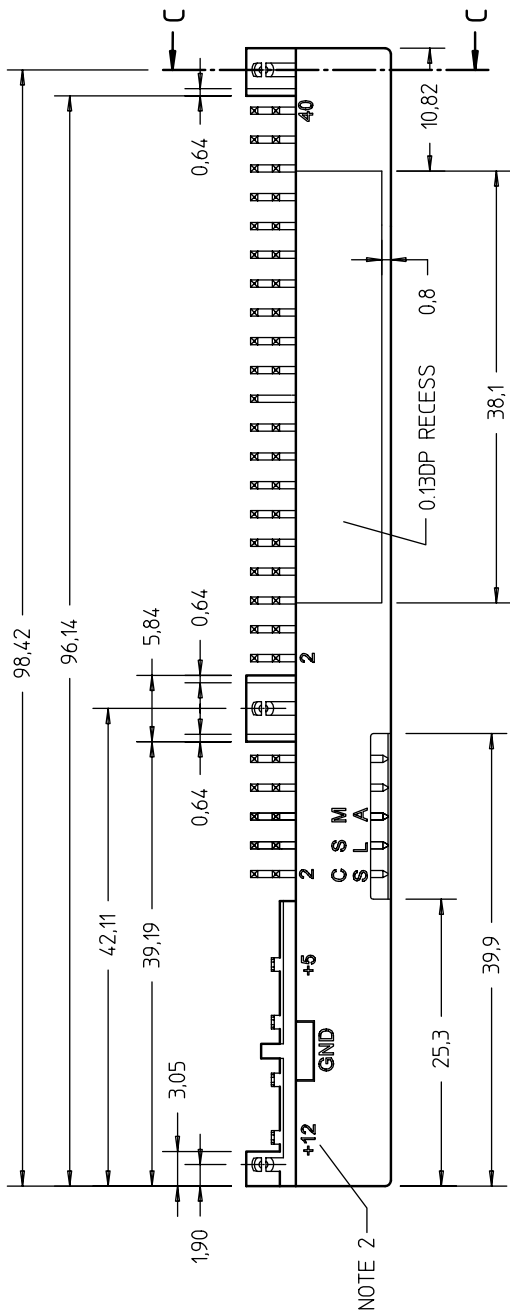 C
C
98,42
96,14
0,64
10,82
5,84
0,64
0,64
42,11
39,19
3,05
1,90
40
2
2
0,8
0.13DP RECESS
38,1
C S M
S L A
+5
GND
+12
39,9
25,3
NOTE 2